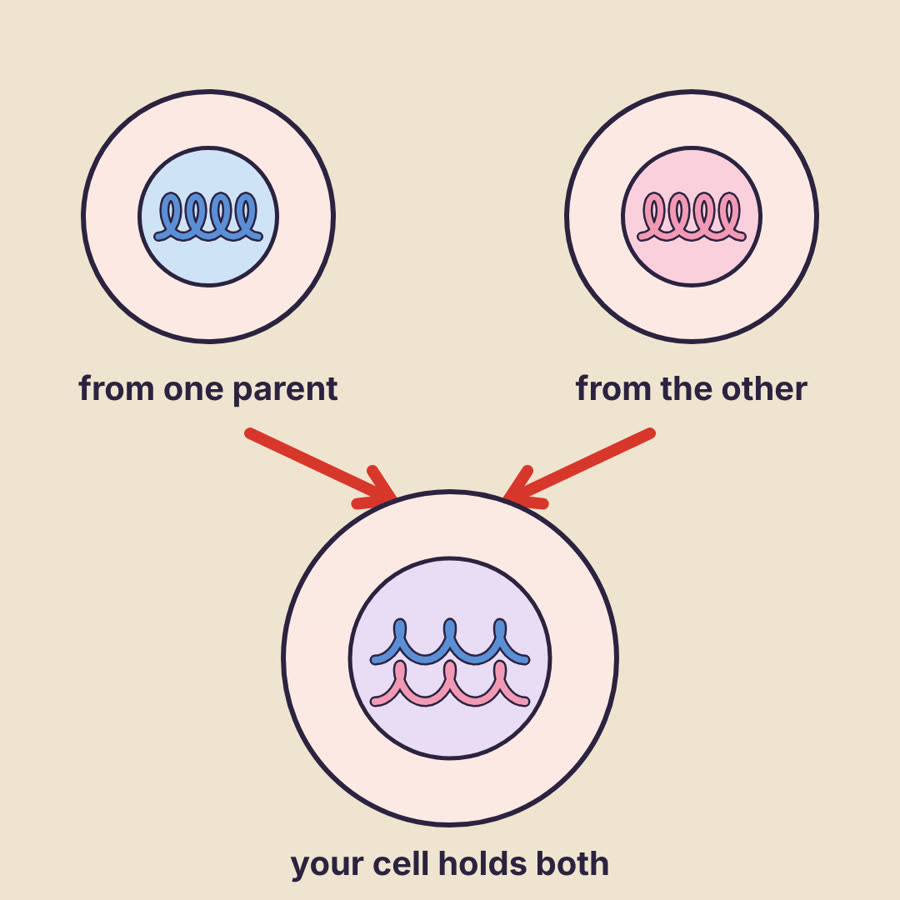 from one parent
from the other
your cell holds both